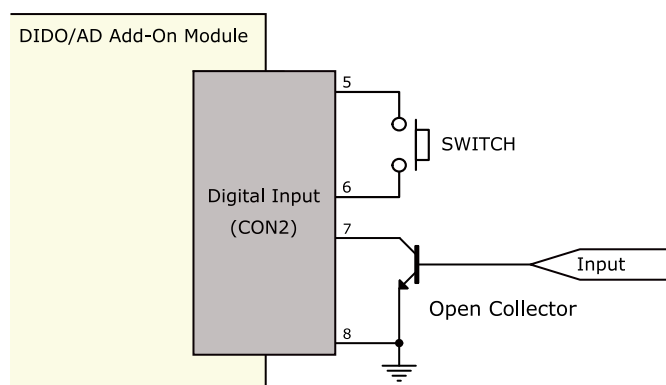 DIDO/AD Add-On Module
5
SWITCH
6
Digital Input
(CON2)
7
Input
Open Collector
8